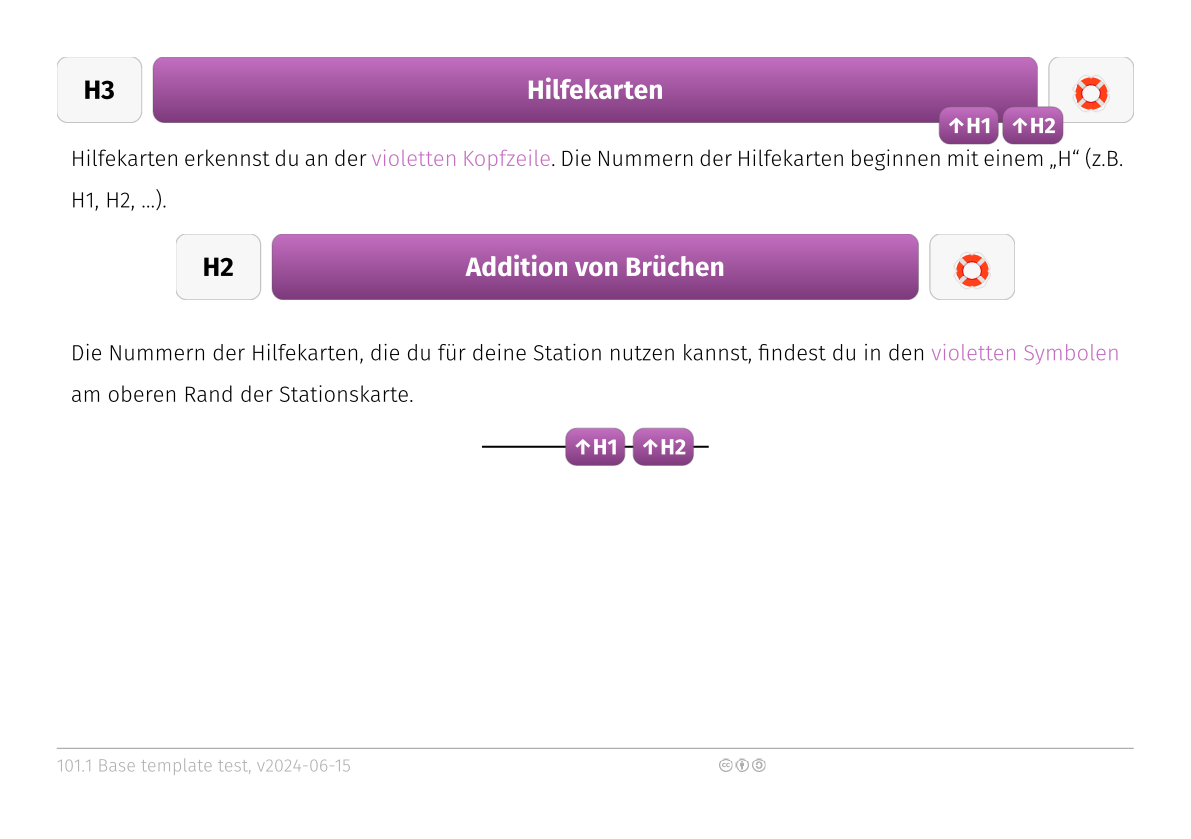 H3 Hilfekarten
↑H1 ↑H2
Hilfekarten erkennst du an der violetten Kopfzeile. Die Nummern der Hilfekarten beginnen mit einem „H“ (z.B.
H1, H2, ...).
H2 Addition von Brüchen
Die Nummern der Hilfekarten, die du für deine Station nutzen kannst, findest du in den violetten Symbolen
am oberen Rand der Stationskarte.
↑H1 ↑H2
101.1 Base template test, v2024-06-15